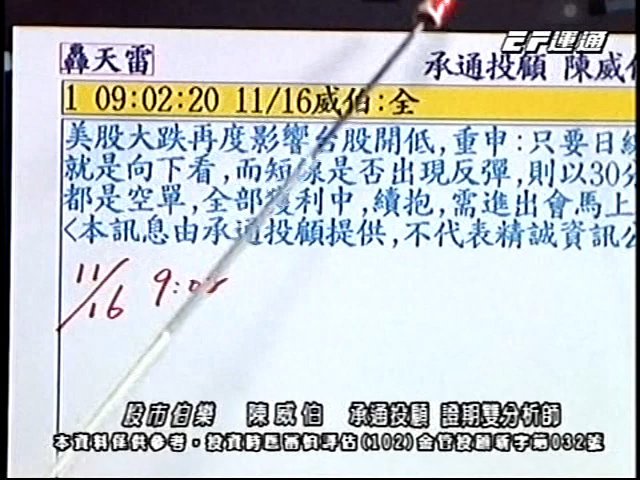 EF運通
轟天雷 承通投顧 陳威
1 09:02:20 11/16威伯:全
美股大跌再度影響台股開低,重申:只要日
就是向下看,而短線是否出現反彈,則以30分
都是空單,全部獲利中,續抱,需進出會馬上
<本訊息由承通投顧提供,不代表精誠資訊
11/16 9:02
股市伯樂 陳威伯 承通投顧 證期雙分析師
本資料僅供參考,投資時應審慎評估(102)金管投顧新字第032號